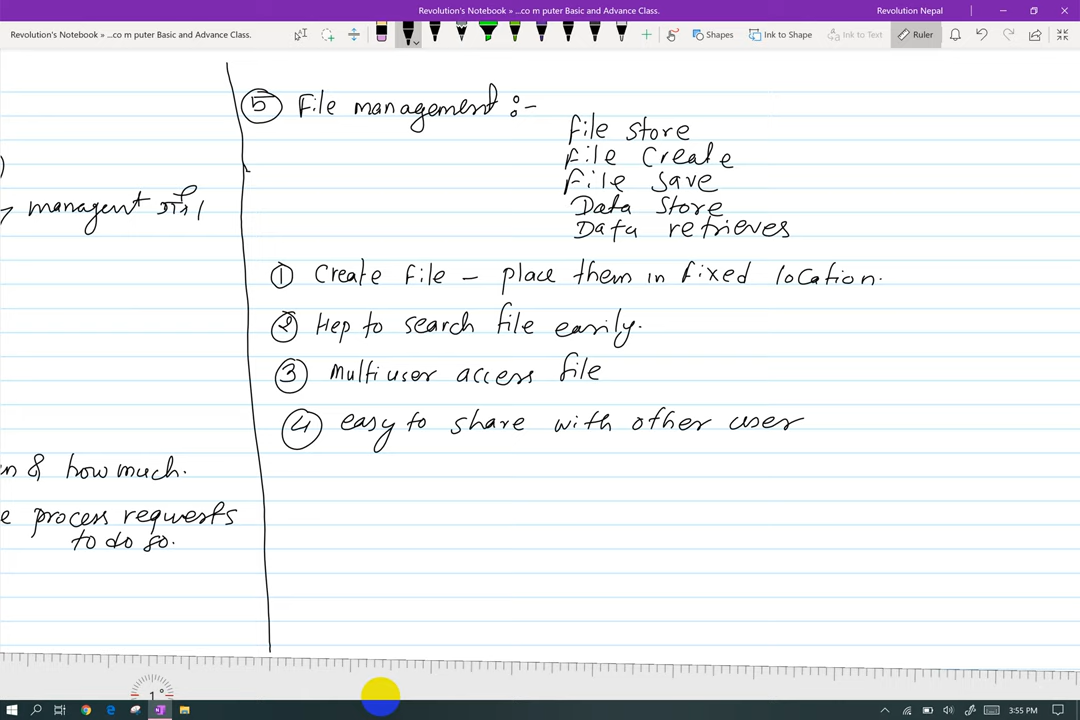 Revolution's Notebook » ...co m puter Basic and Advance Class.
Revolution Nepal
Revolution's Notebook » ...co m puter Basic and Advance Class.
Shapes
Ink to Shape
Ink to Text
Ruler
5 File management :-
File store
File Create
File save
Data store
Data retrieves
managent
1 Create file - place them in fixed location.
2 Hep to search file easily.
3 multiuser access file
4 easy to share with other user
& how much.
process requests
to do so.
1°
3:55 PM